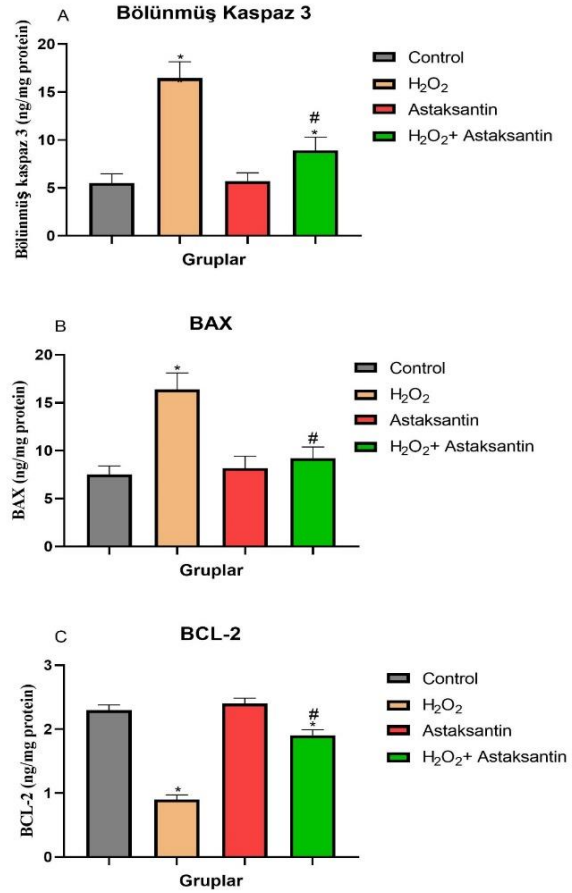 A
Bölünmüş Kaspaz 3
Bölünmüş kaspaz 3 (ng/mg protein)
20
15
10
5
0
*
#
*
Gruplar
Control
H₂O₂
Astaksantin
H₂O₂+ Astaksantin
B
BAX
BAX (ng/mg protein)
20
15
10
5
0
*
#
Gruplar
Control
H₂O₂
Astaksantin
H₂O₂+ Astaksantin
C
BCL-2
BCL-2 (ng/mg protein)
3
2
1
0
*
#
*
Gruplar
Control
H₂O₂
Astaksantin
H₂O₂+ Astaksantin